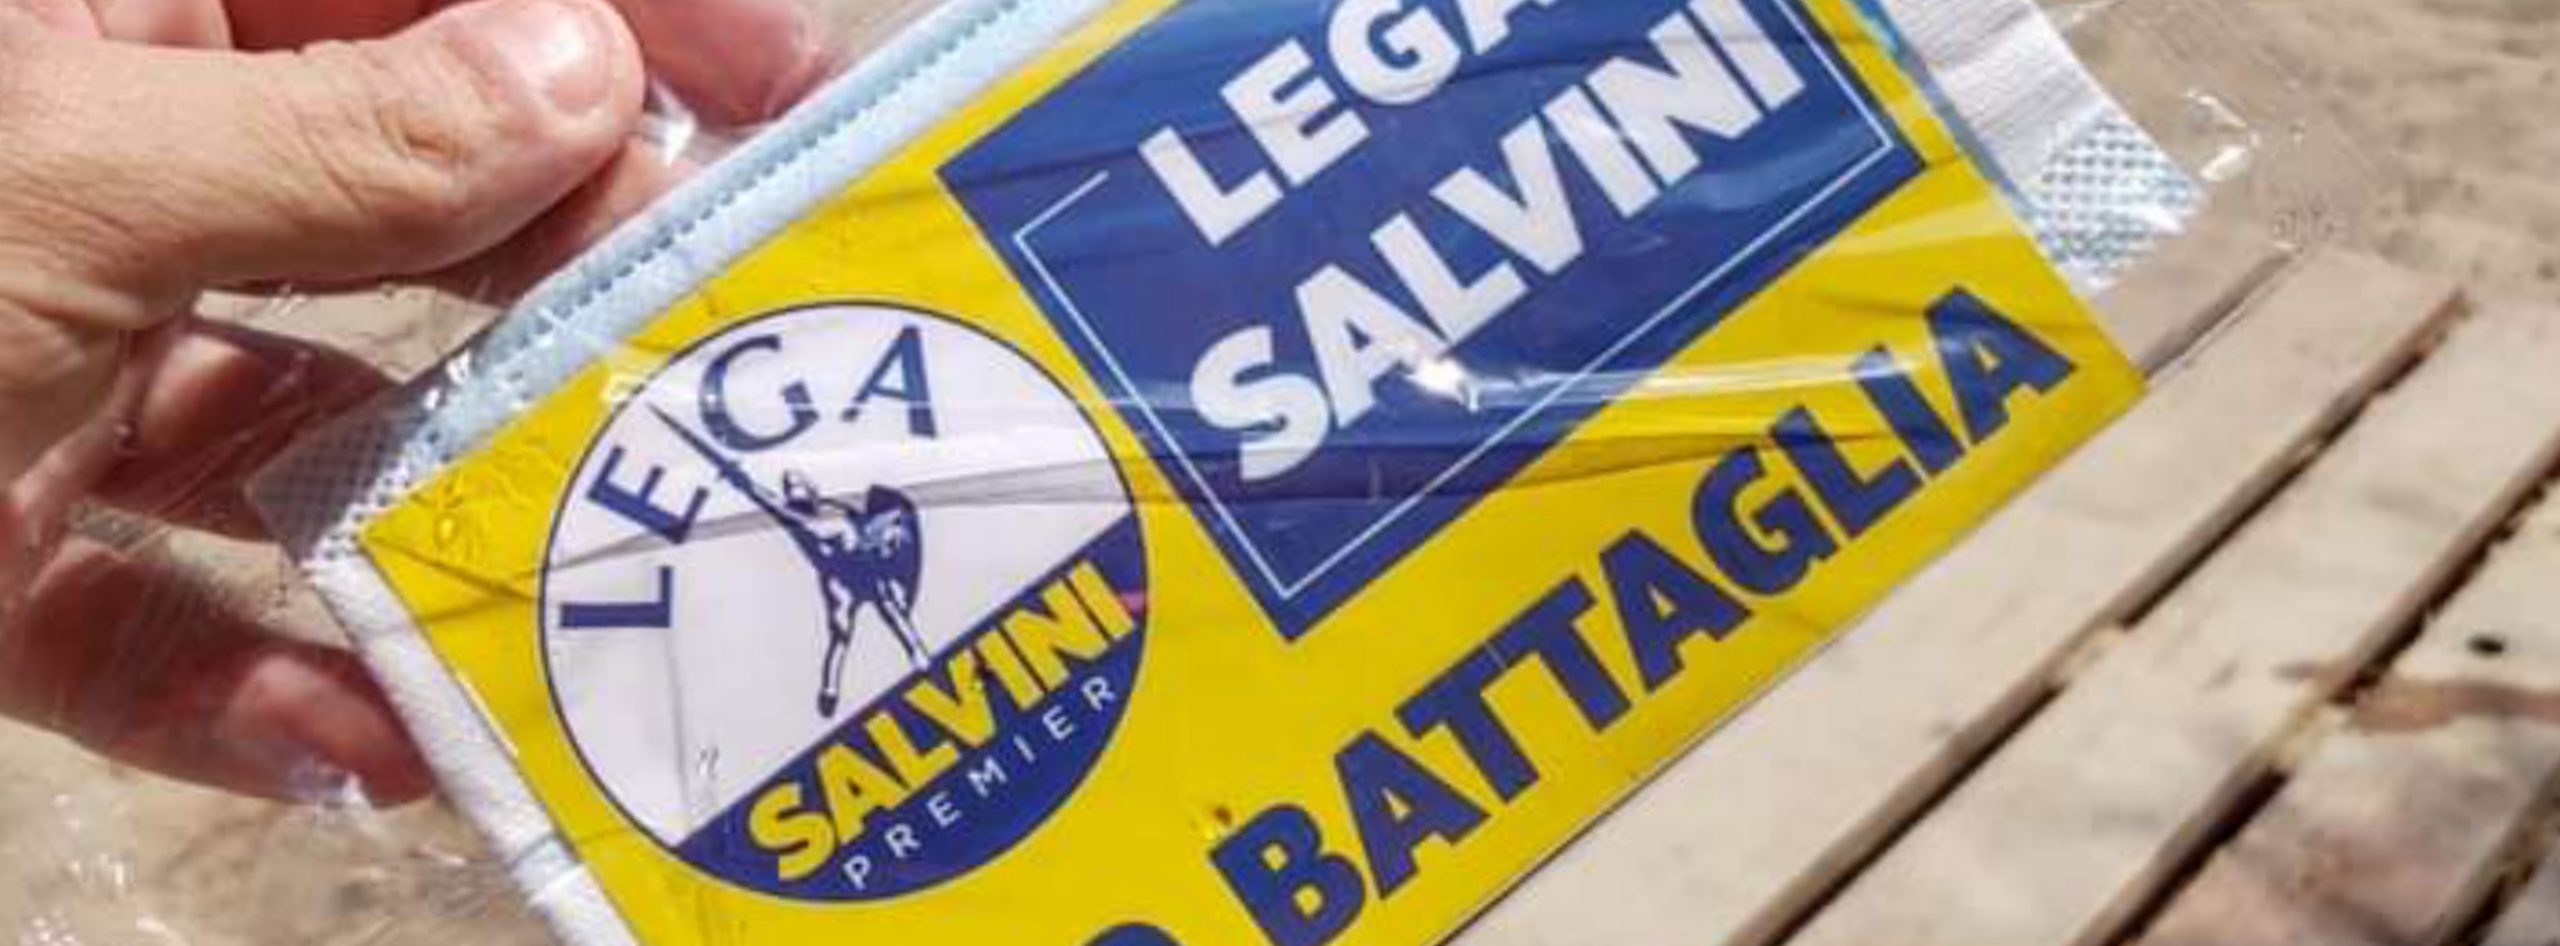 LEGA
SALVINI
LEGA
SALVINI
PREMIER
BATTAGLIA